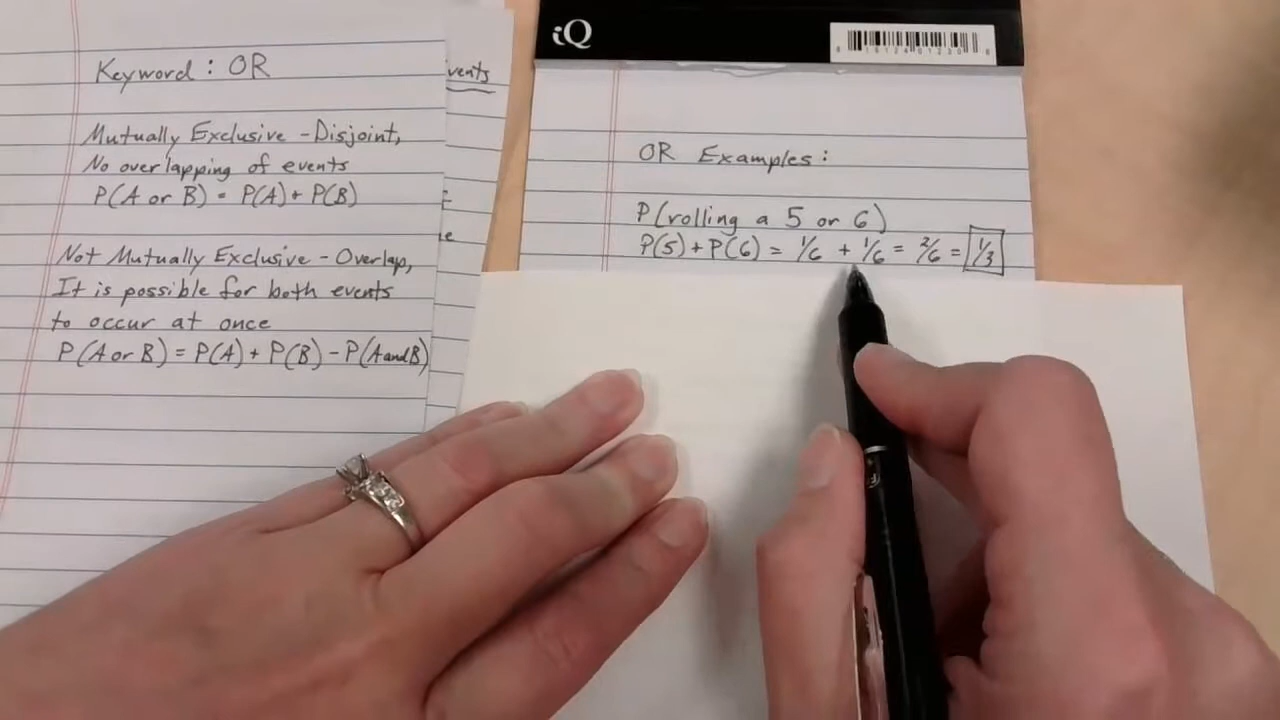 Keyword: OR
Mutually Exclusive - Disjoint,
No overlapping of events
P(A or B) = P(A) + P(B)
Not Mutually Exclusive - Overlap,
It is possible for both events
to occur at once
P(A or B) = P(A) + P(B) - P(A and B)
vents
iQ
OR Examples:
P(rolling a 5 or 6)
P(5) + P(6) = 1/6 + 1/6 = 2/6 = 1/3